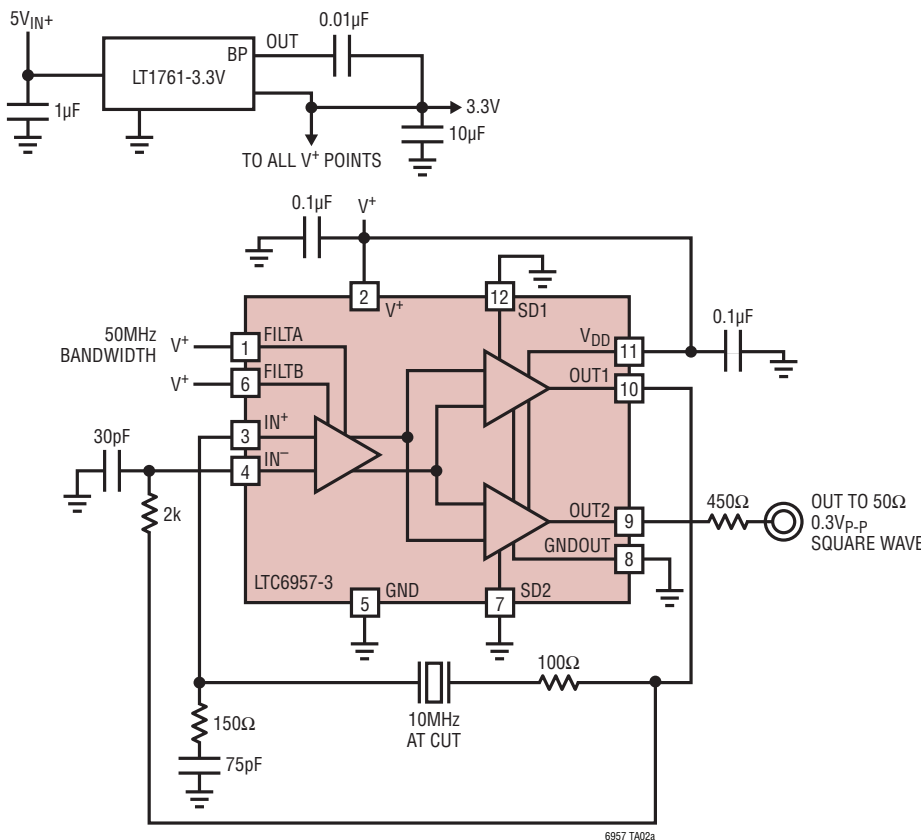 5VIN+
OUT
0.01µF
BP
LT1761-3.3V
1µF
3.3V
10µF
TO ALL V+ POINTS
0.1µF
V+
2
V+
12
SD1
50MHz
BANDWIDTH
V+
1
FILTA
V+
6
FILTB
VDD
11
0.1µF
OUT1
10
3
IN+
30pF
4
IN−
2k
OUT2
9
450Ω
OUT TO 50Ω
0.3VP-P
SQUARE WAVE
GNDOUT
8
LTC6957-3
5
GND
7
SD2
100Ω
10MHz
AT CUT
150Ω
75pF
6957 TA02a